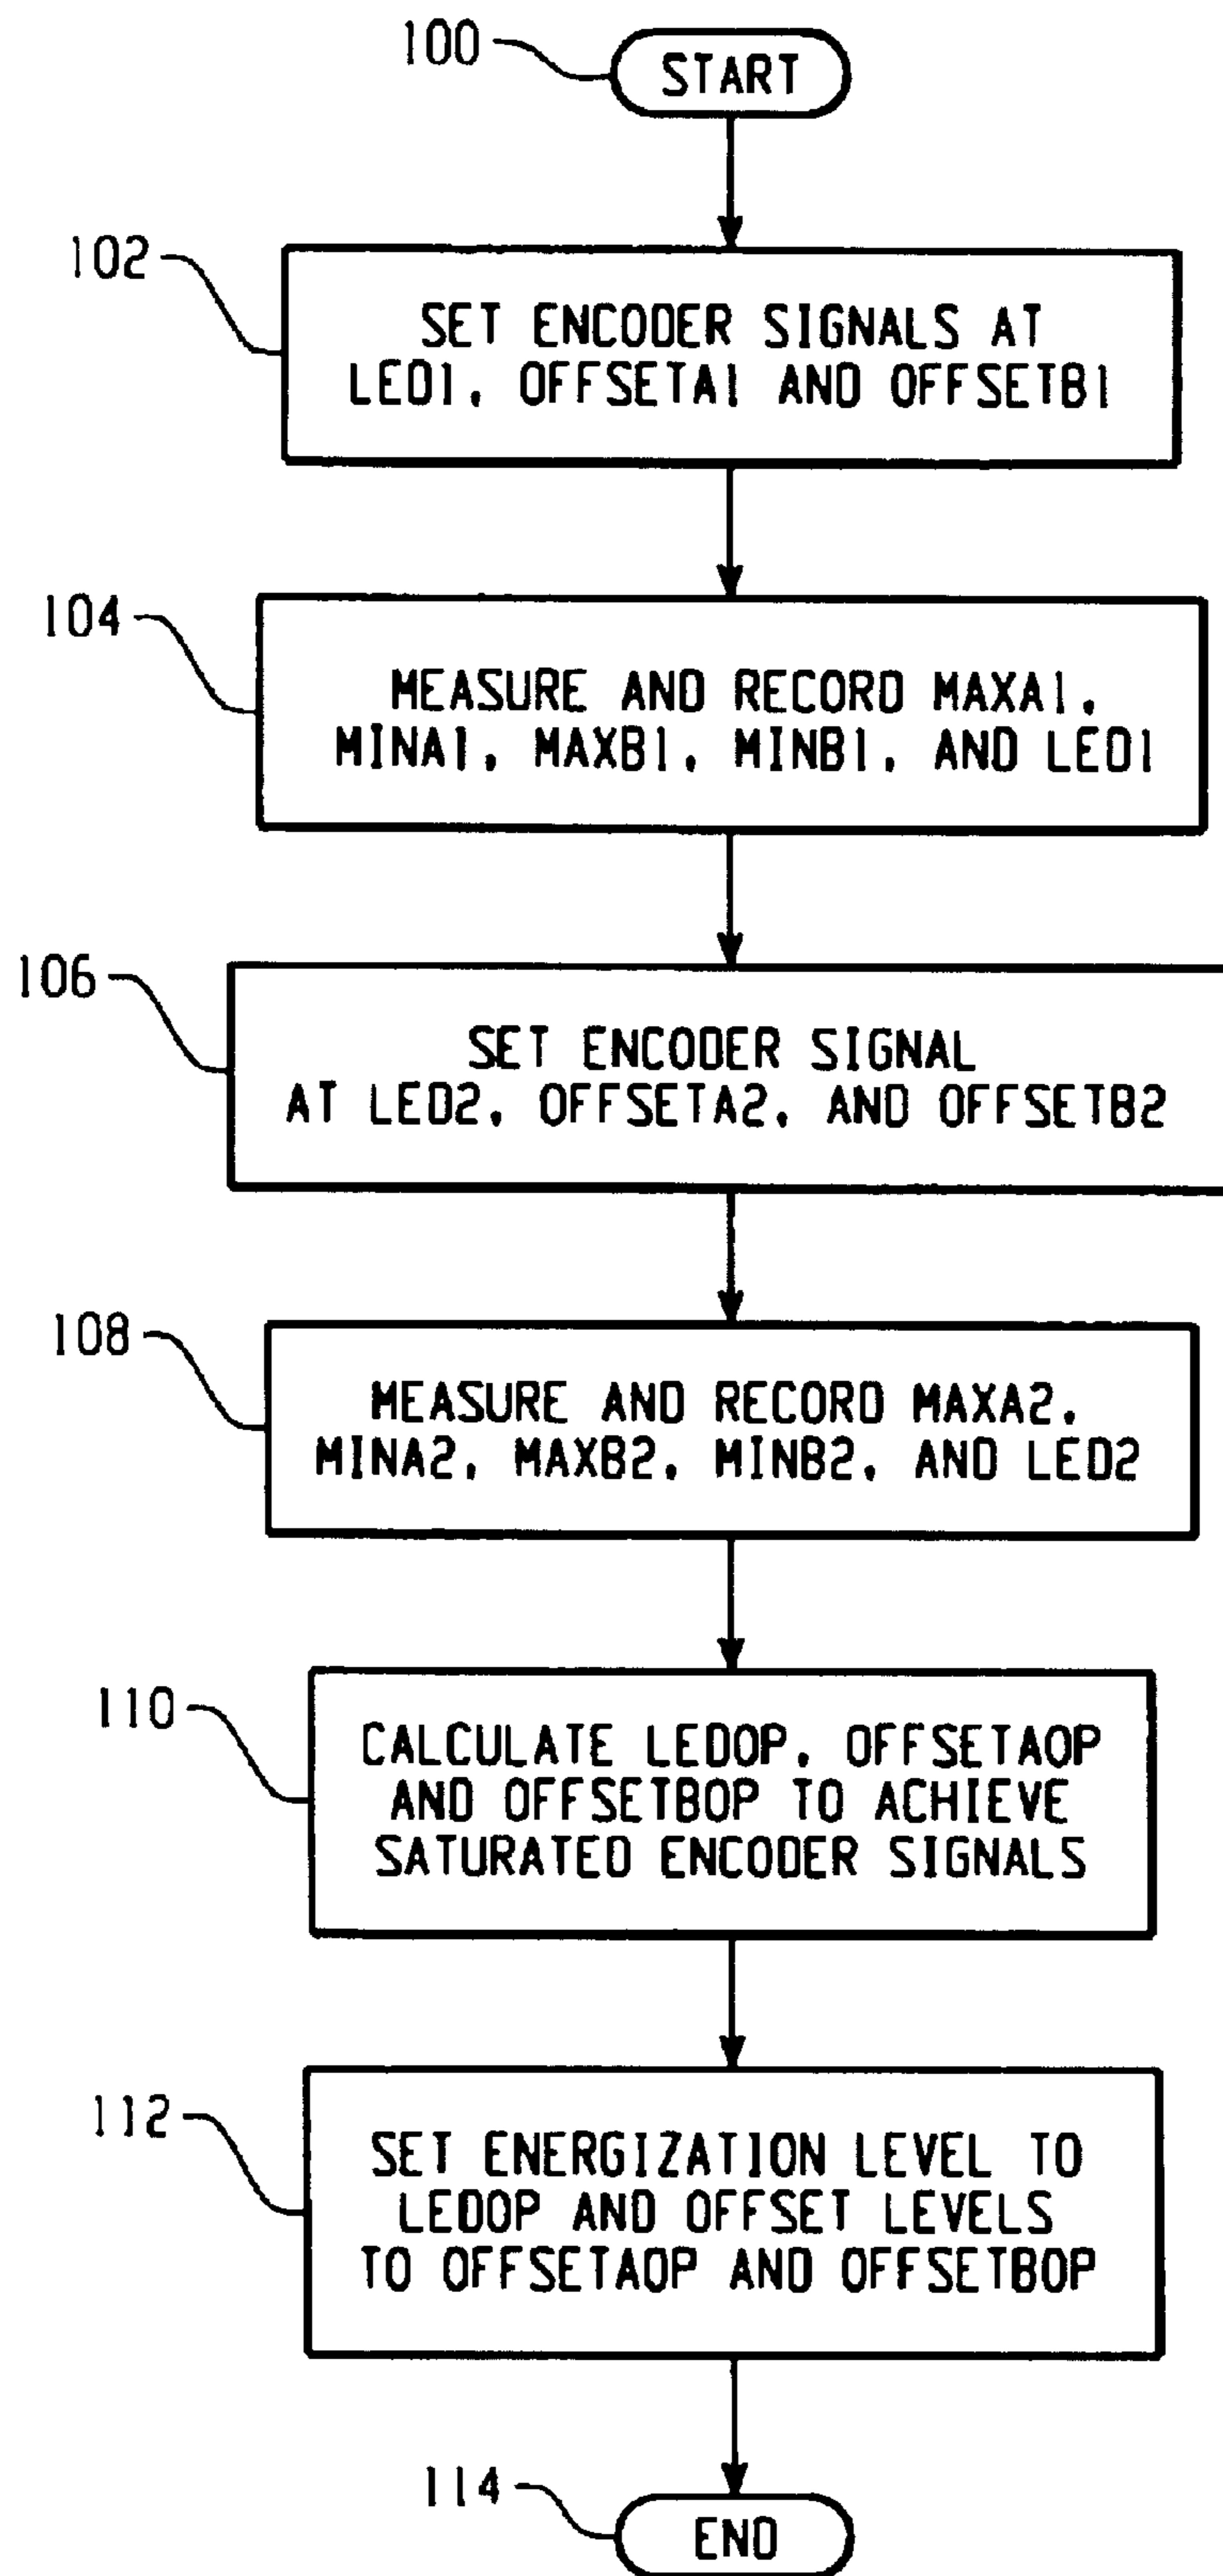 100
START
102
SET ENCODER SIGNALS AT
LED1, OFFSETA1 AND OFFSETB1
104
MEASURE AND RECORD MAXA1,
MINA1, MAXB1, MINB1, AND LED1
106
SET ENCODER SIGNAL
AT LED2, OFFSETA2, AND OFFSETB2
108
MEASURE AND RECORD MAXA2,
MINA2, MAXB2, MINB2, AND LED2
110
CALCULATE LEDOP, OFFSETAOP
AND OFFSETBOP TO ACHIEVE
SATURATED ENCODER SIGNALS
112
SET ENERGIZATION LEVEL TO
LEDOP AND OFFSET LEVELS
TO OFFSETAOP AND OFFSETBOP
114
END